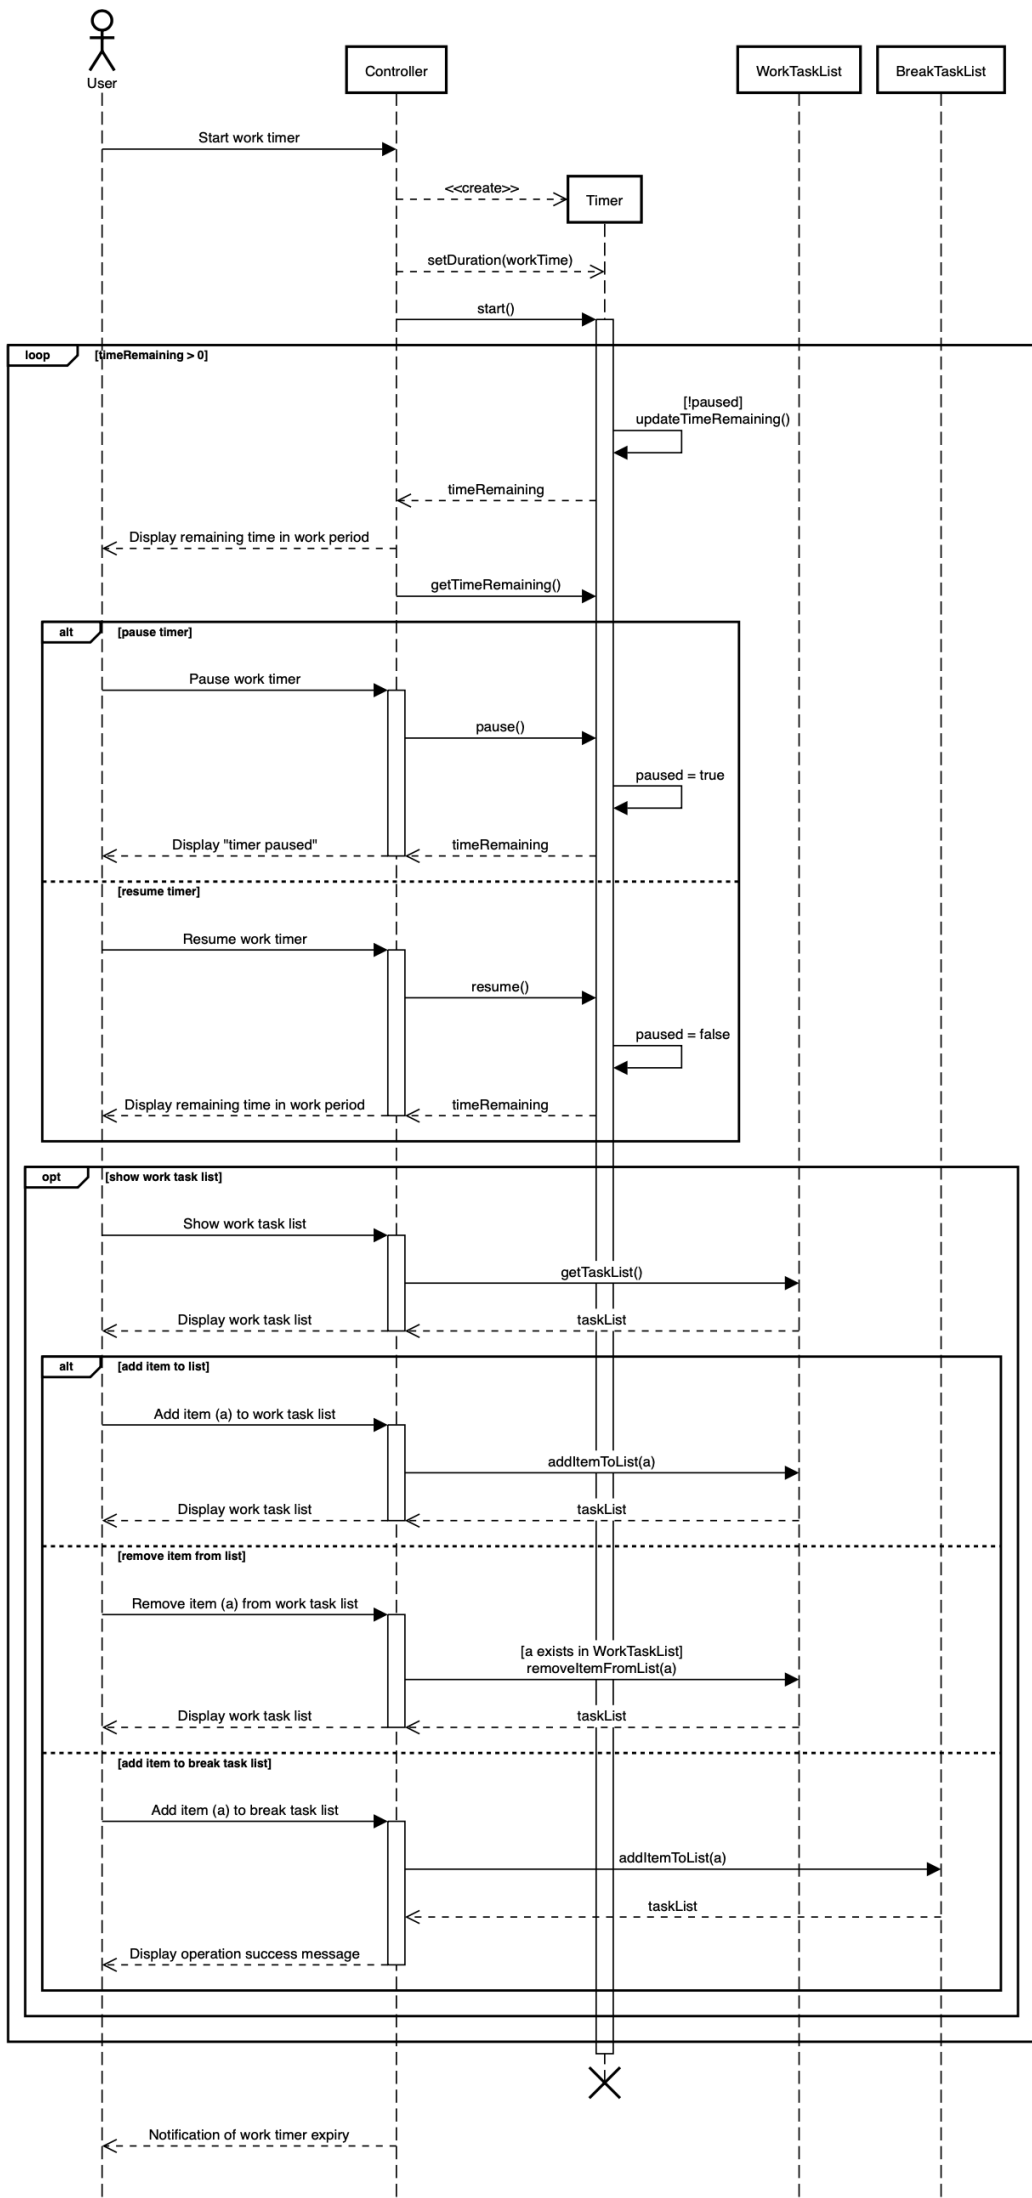 User
Controller
WorkTaskList
BreakTaskList
Start work timer
<<create>>
Timer
setDuration(workTime)
start()
loop
[timeRemaining > 0]
[!paused]
updateTimeRemaining()
timeRemaining
Display remaining time in work period
getTimeRemaining()
alt
[pause timer]
Pause work timer
pause()
paused = true
Display "timer paused"
timeRemaining
[resume timer]
Resume work timer
resume()
paused = false
Display remaining time in work period
timeRemaining
opt
[show work task list]
Show work task list
getTaskList()
Display work task list
taskList
alt
[add item to list]
Add item (a) to work task list
addItemToList(a)
Display work task list
taskList
[remove item from list]
Remove item (a) from work task list
[a exists in WorkTaskList]
removeItemFromList(a)
Display work task list
taskList
[add item to break task list]
Add item (a) to break task list
addItemToList(a)
taskList
Display operation success message
Notification of work timer expiry